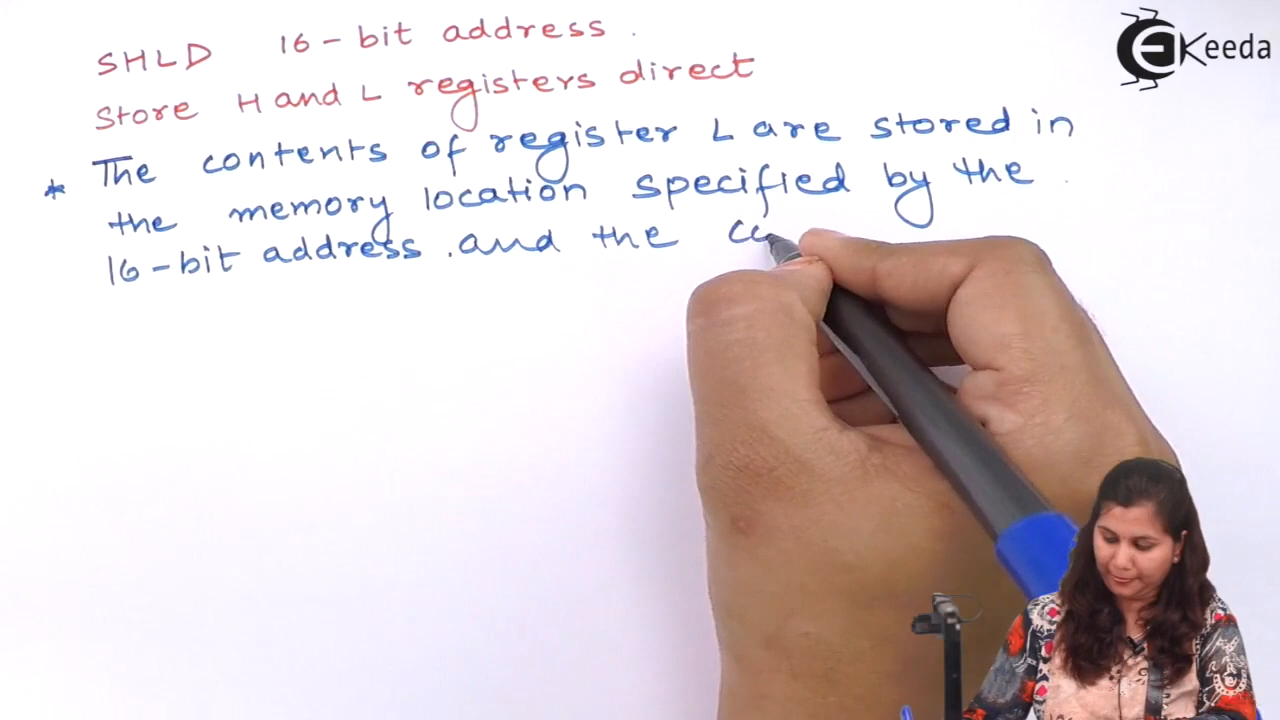 SHLD 16-bit address.
Store H and L registers direct
* The contents of register L are stored in
the memory location specified by the
16-bit address. and the
EKeeda